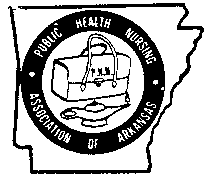 PUBLIC HEALTH NURSING
P.H.N.
ASSOCIATION OF ARKANSAS